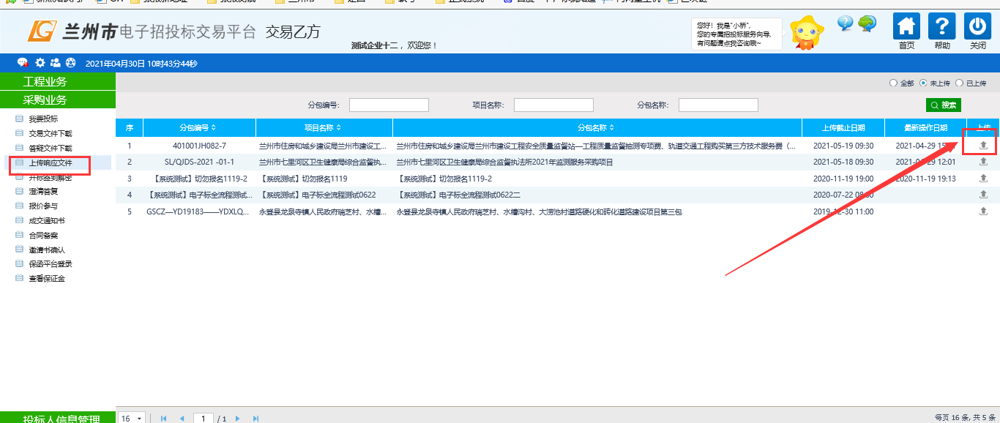 兰州市电子招投标交易平台 交易乙方
测试企业十二，欢迎您！
您好！我是"小桥",
您的专属招投标服务向导,
有问题请点我咨询哦~
首页 帮助 关闭
2021年04月30日 10时43分44秒
工程业务
采购业务
我要投标
交易文件下载
答疑文件下载
上传响应文件
开标签到解密
澄清答复
报价参与
成交通知书
合同备案
邀请书确认
保函平台登录
查看保证金
投标人信息管理
全部 未上传 已上传
分包编号: 项目名称: 分包名称: 搜索
序 分包编号 项目名称 分包名称 上传截止日期 最新操作日期 上传
1 401001JH082-7 兰州市住房和城乡建设局兰州市建设工... 兰州市住房和城乡建设局兰州市建设工程安全质量监督站—工程质量监督抽测专项费、轨道交通工程购买第三方技术服务费（... 2021-05-19 09:30 2021-04-29
2 SL/QJDS-2021 -01-1 兰州市七里河区卫生健康局综合监督执... 兰州市七里河区卫生健康局综合监督执法所2021年监测服务采购项目 2021-05-18 09:30 2021-04-29 12:01
3 【系统测试】切勿报名1119-2 【系统测试】切勿报名1119 【系统测试】切勿报名1119-2 2020-11-19 19:00 2020-11-19 19:13
4 【系统测试】电子标全流程测试... 【系统测试】电子标全流程测试0622 【系统测试】电子标全流程测试0622二 2020-07-22
5 GSCZ—YD19183——YDXLQ... 永登县龙泉寺镇人民政府瑞芝村、水槽... 永登县龙泉寺镇人民政府瑞芝村、水槽沟村、大涝池村道路硬化和砖化道路建设项目第三包 2019-12-30 11:00
16 1 / 1 每页 16 条, 共 5 条